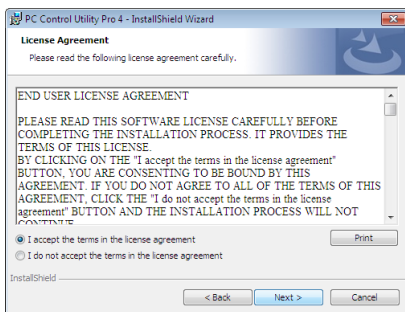 PC Control Utility Pro 4 - InstallShield Wizard
License Agreement
Please read the following license agreement carefully.
END USER LICENSE AGREEMENT
PLEASE READ THIS SOFTWARE LICENSE CAREFULLY BEFORE
COMPLETING THE INSTALLATION PROCESS. IT PROVIDES THE
TERMS OF THIS LICENSE.
BY CLICKING ON THE "I accept the terms in the license agreement"
BUTTON, YOU ARE CONSENTING TO BE BOUND BY THIS
AGREEMENT. IF YOU DO NOT AGREE TO ALL OF THE TERMS OF THIS
AGREEMENT, CLICK THE "I do not accept the terms in the license
agreement" BUTTON AND THE INSTALLATION PROCESS WILL NOT
CONTINUE
I accept the terms in the license agreement
Print
I do not accept the terms in the license agreement
InstallShield
< Back
Next >
Cancel